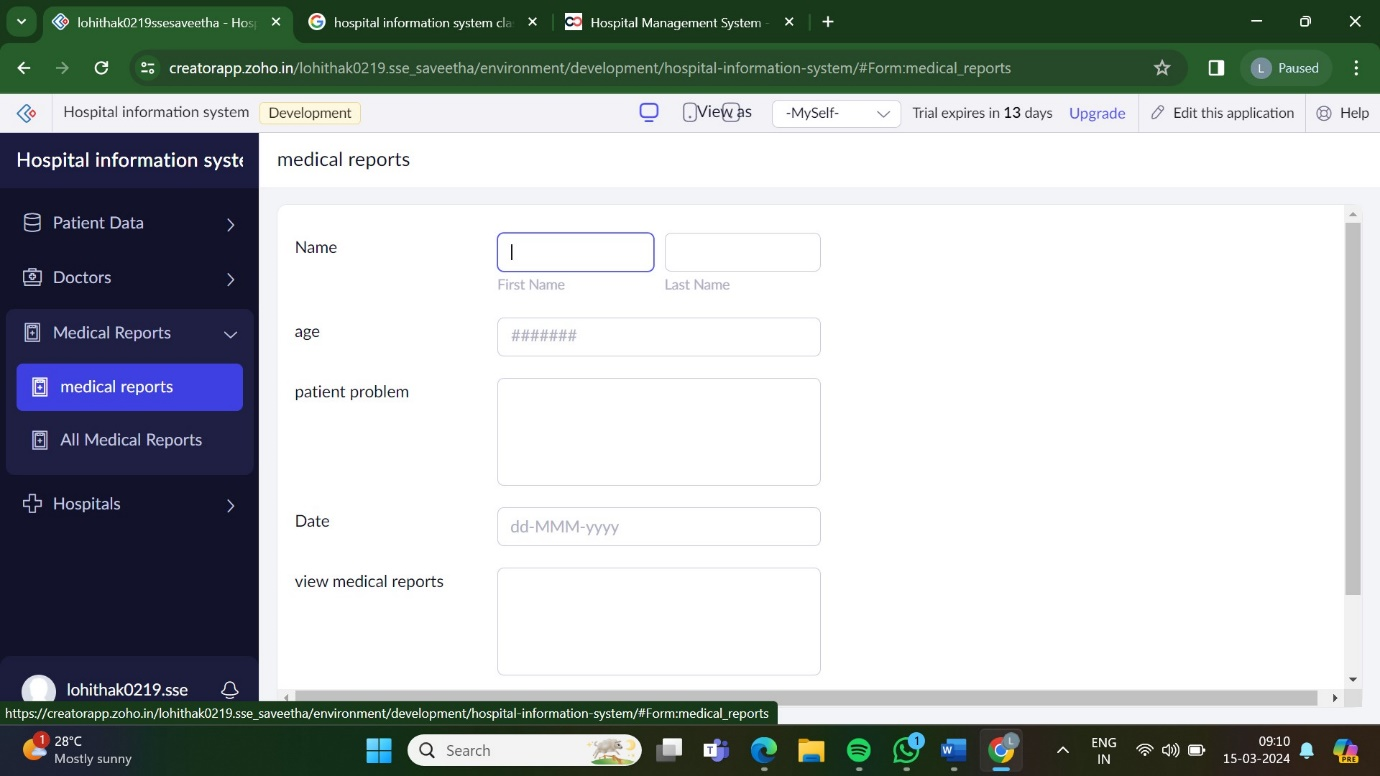 lohithak0219ssesaveetha - Hos
hospital information system cla
Hospital Management System -
creatorapp.zoho.in/lohithak0219.sse_saveetha/environment/development/hospital-information-system/#Form:medical_reports
L Paused
Hospital information system
Development
View as
-MySelf-
Trial expires in 13 days
Upgrade
Edit this application
Help
Hospital information syste
medical reports
Patient Data
Doctors
Medical Reports
medical reports
All Medical Reports
Hospitals
lohithak0219.sse
Name
First Name
Last Name
age
#######
patient problem
Date
dd-MMM-yyyy
view medical reports
https://creatorapp.zoho.in/lohithak0219.sse_saveetha/environment/development/hospital-information-system/#Form:medical_reports
1
28°C
Mostly sunny
Search
1
L
ENG
IN
09:10
15-03-2024
PRE